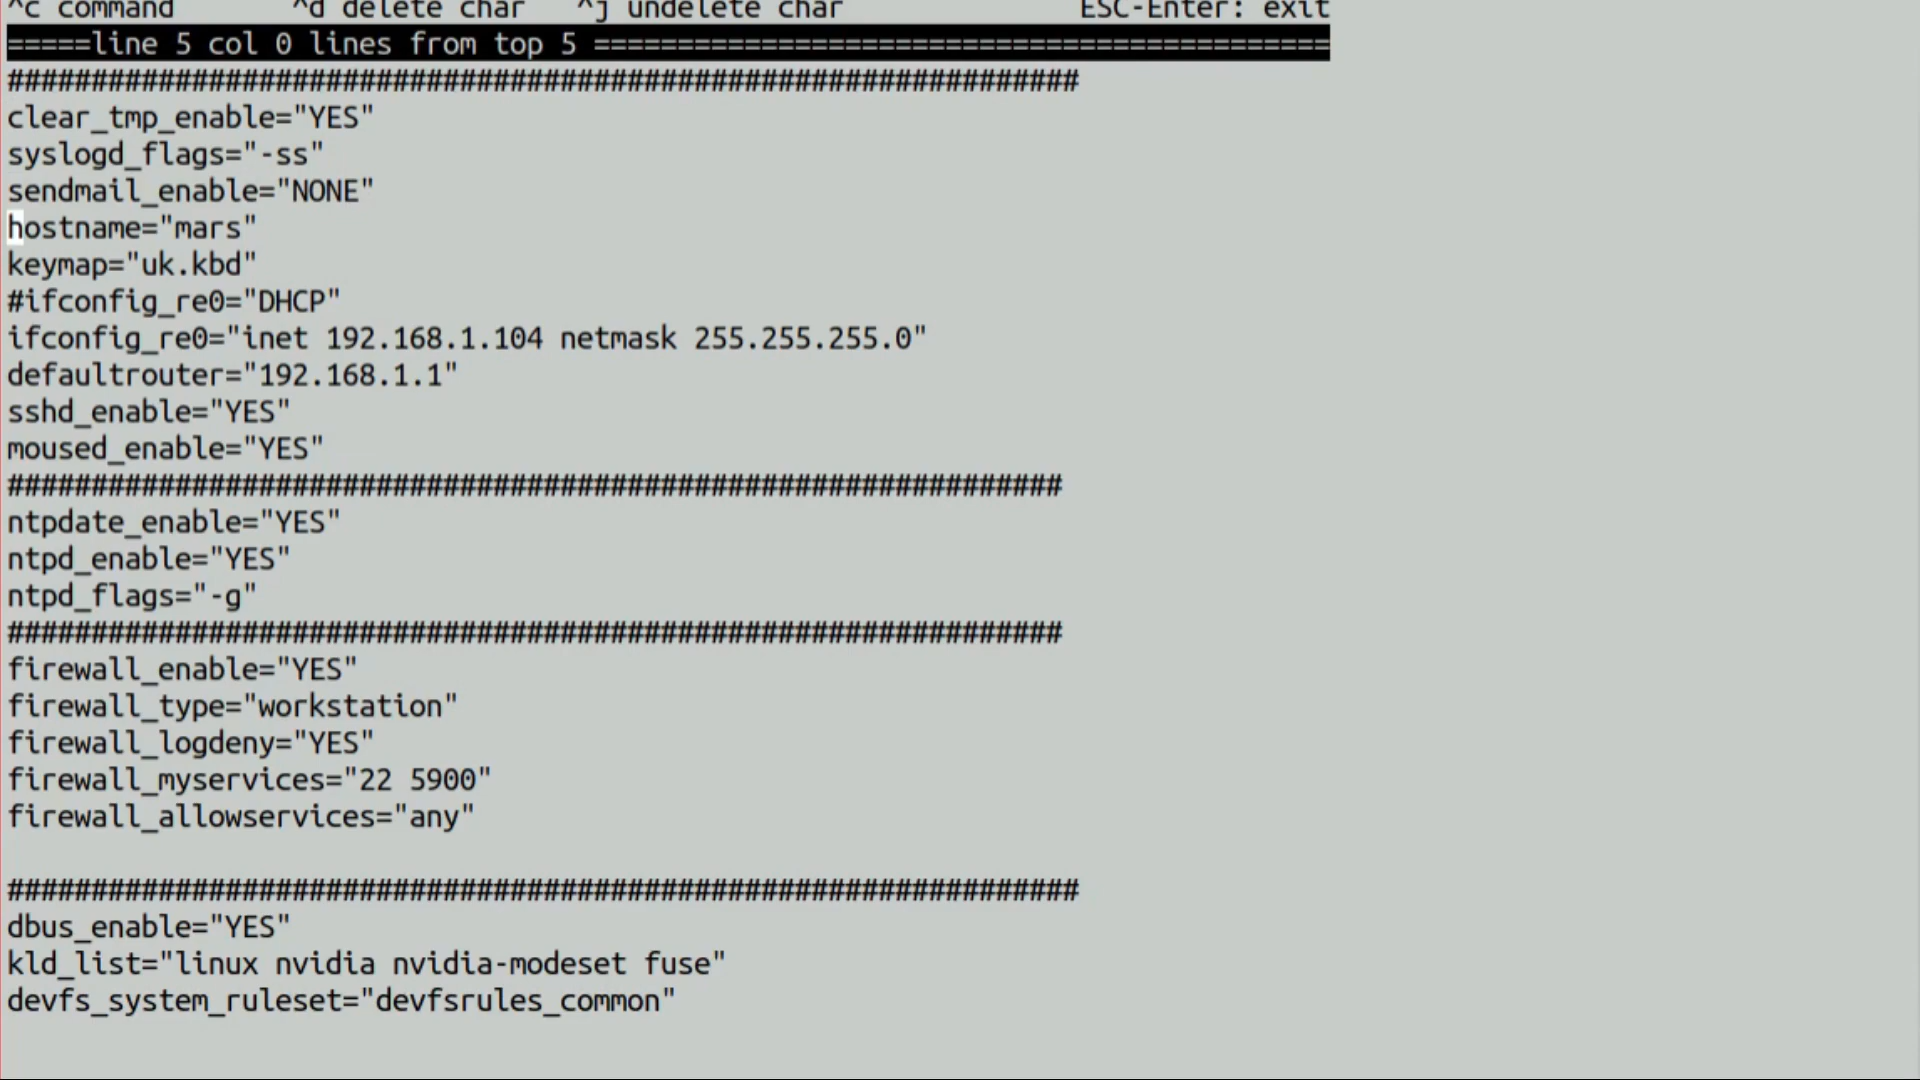 ^c command ^d delete char ^j undelete char ESC-Enter: exit
=====line 5 col 0 lines from top 5 ============================================
################################################################
clear_tmp_enable="YES"
syslogd_flags="-ss"
sendmail_enable="NONE"
hostname="mars"
keymap="uk.kbd"
#ifconfig_re0="DHCP"
ifconfig_re0="inet 192.168.1.104 netmask 255.255.255.0"
defaultrouter="192.168.1.1"
sshd_enable="YES"
moused_enable="YES"
###############################################################
ntpdate_enable="YES"
ntpd_enable="YES"
ntpd_flags="-g"
###############################################################
firewall_enable="YES"
firewall_type="workstation"
firewall_logdeny="YES"
firewall_myservices="22 5900"
firewall_allowservices="any"
################################################################
dbus_enable="YES"
kld_list="linux nvidia nvidia-modeset fuse"
devfs_system_ruleset="devfsrules_common"